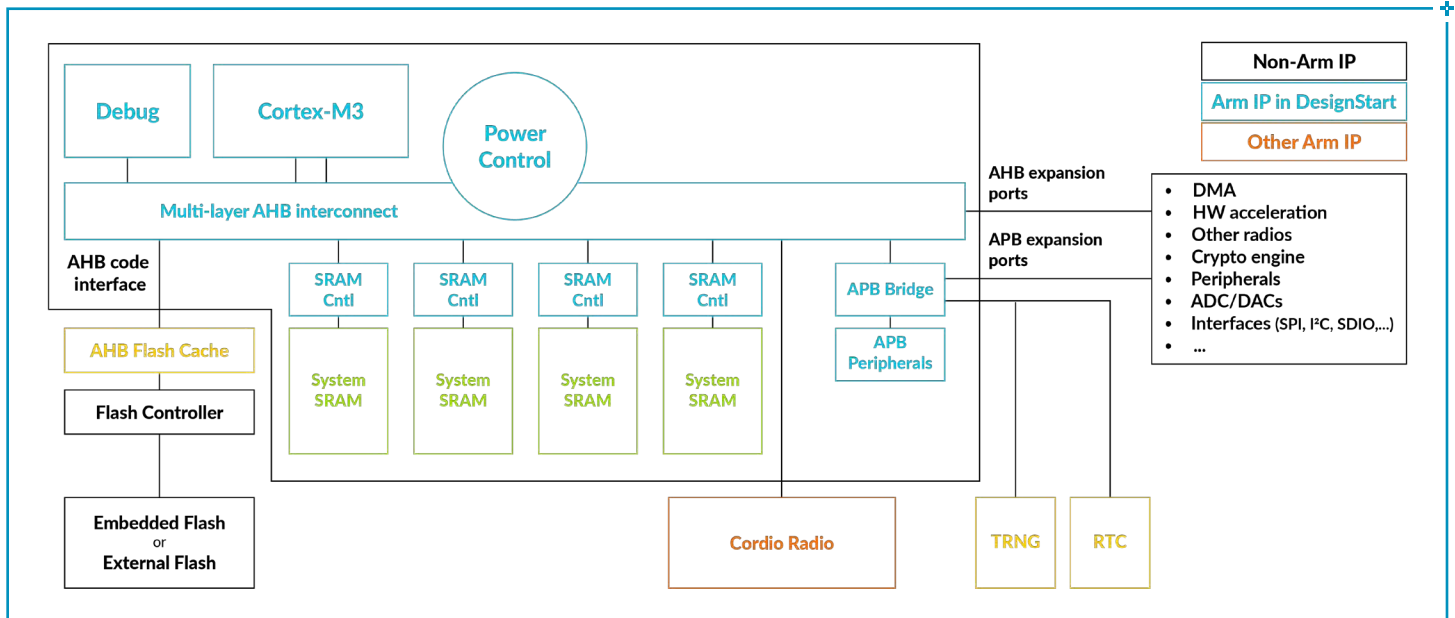 Non-Arm IP
Arm IP in DesignStart
Other Arm IP
Debug
Cortex-M3
Power
Control
Multi-layer AHB interconnect
AHB expansion
ports
APB expansion
ports
• DMA
• HW acceleration
• Other radios
• Crypto engine
• Peripherals
• ADC/DACs
• Interfaces (SPI, I²C, SDIO,...)
• ...
AHB code
interface
SRAM
Cntl
SRAM
Cntl
SRAM
Cntl
SRAM
Cntl
APB Bridge
AHB Flash Cache
System
SRAM
System
SRAM
System
SRAM
System
SRAM
APB
Peripherals
Flash Controller
Embedded Flash
or
External Flash
Cordio Radio
TRNG
RTC